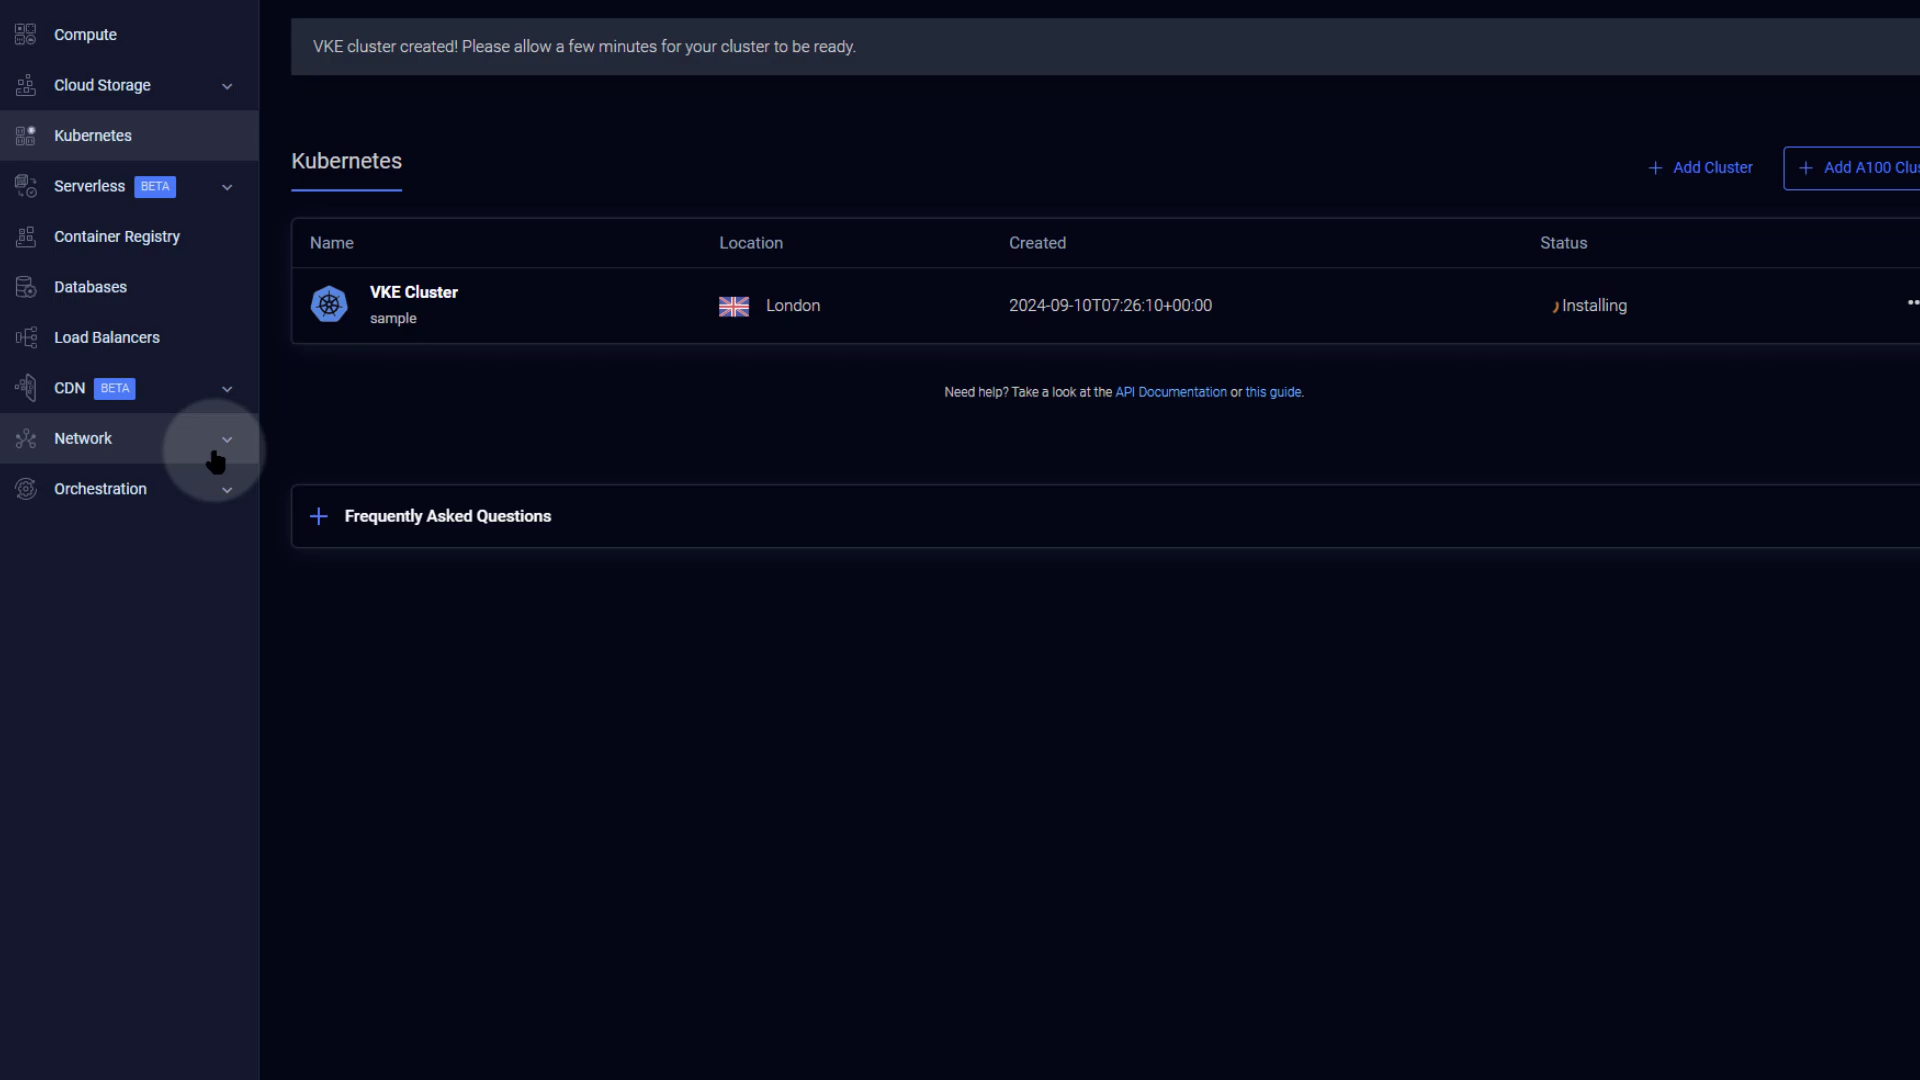 Compute
Cloud Storage
Kubernetes
Serverless BETA
Container Registry
Databases
Load Balancers
CDN BETA
Network
Orchestration
VKE cluster created! Please allow a few minutes for your cluster to be ready.
Kubernetes
+ Add Cluster
+ Add A100 Clus
Name Location Created Status
VKE Cluster
sample
London
2024-09-10T07:26:10+00:00
Installing
Need help? Take a look at the API Documentation or this guide.
+ Frequently Asked Questions